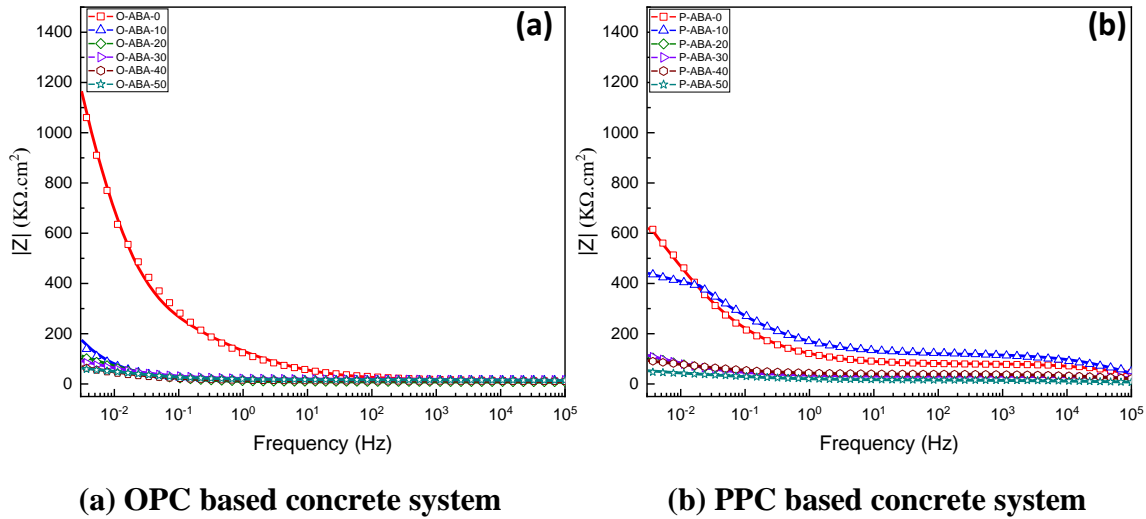 (a)
O-ABA-0
O-ABA-10
O-ABA-20
O-ABA-30
O-ABA-40
O-ABA-50
1400
1200
1000
800
600
400
200
0
|Z| (KΩ.cm²)
10⁻² 10⁻¹ 10⁰ 10¹ 10² 10³ 10⁴ 10⁵
Frequency (Hz)
(b)
P-ABA-0
P-ABA-10
P-ABA-20
P-ABA-30
P-ABA-40
P-ABA-50
1400
1200
1000
800
600
400
200
0
|Z| (KΩ.cm²)
10⁻² 10⁻¹ 10⁰ 10¹ 10² 10³ 10⁴ 10⁵
Frequency (Hz)
(a) OPC based concrete system
(b) PPC based concrete system